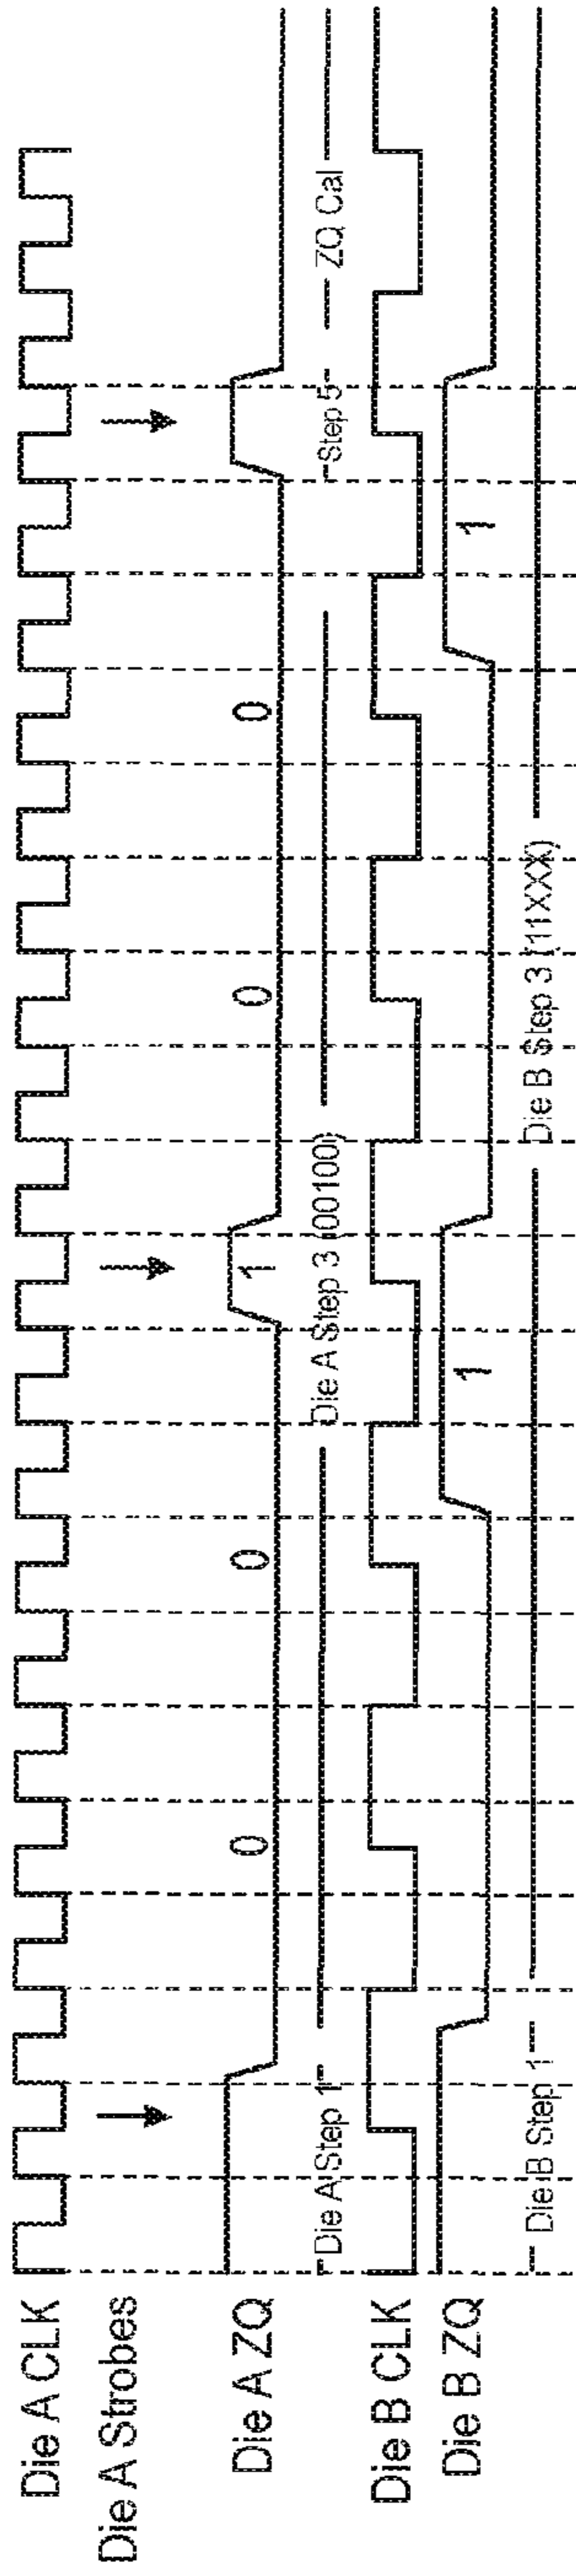 Die A CLK
Die A Strobes
Die A ZQ
0
0
1
0
0
Die A Step 1
Die A Step 3 (00100)
Step 5
ZQ Cal
Die B CLK
Die B ZQ
1
1
Die B Step 1
Die B Step 3 (11XXX)